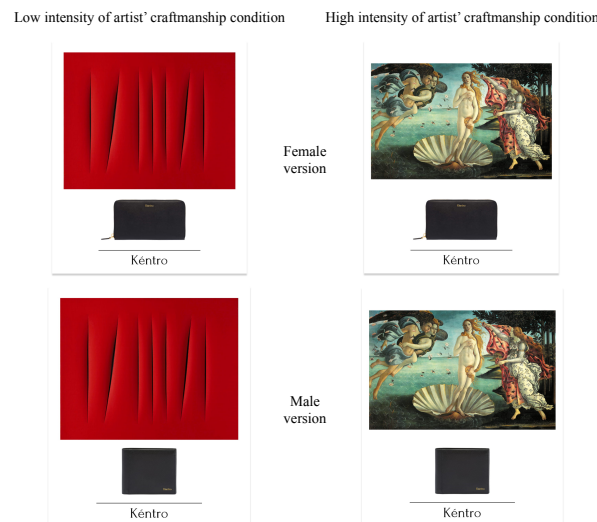 Low intensity of artist’ craftmanship condition
High intensity of artist’ craftmanship condition
Female
version
Kéntro
Kéntro
Male
version
Kéntro
Kéntro